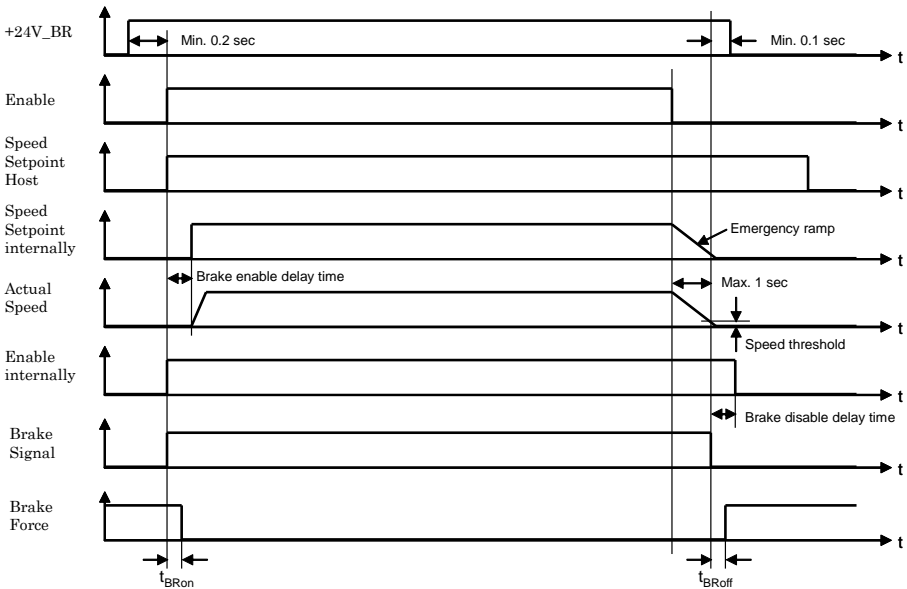 +24V_BR
Min. 0.2 sec
Min. 0.1 sec
t
Enable
t
Speed
Setpoint
Host
t
Speed
Setpoint
internally
Emergency ramp
t
Brake enable delay time
Actual
Speed
Max. 1 sec
t
Speed threshold
Enable
internally
t
Brake disable delay time
Brake
Signal
t
Brake
Force
t
tBRon
tBRoff